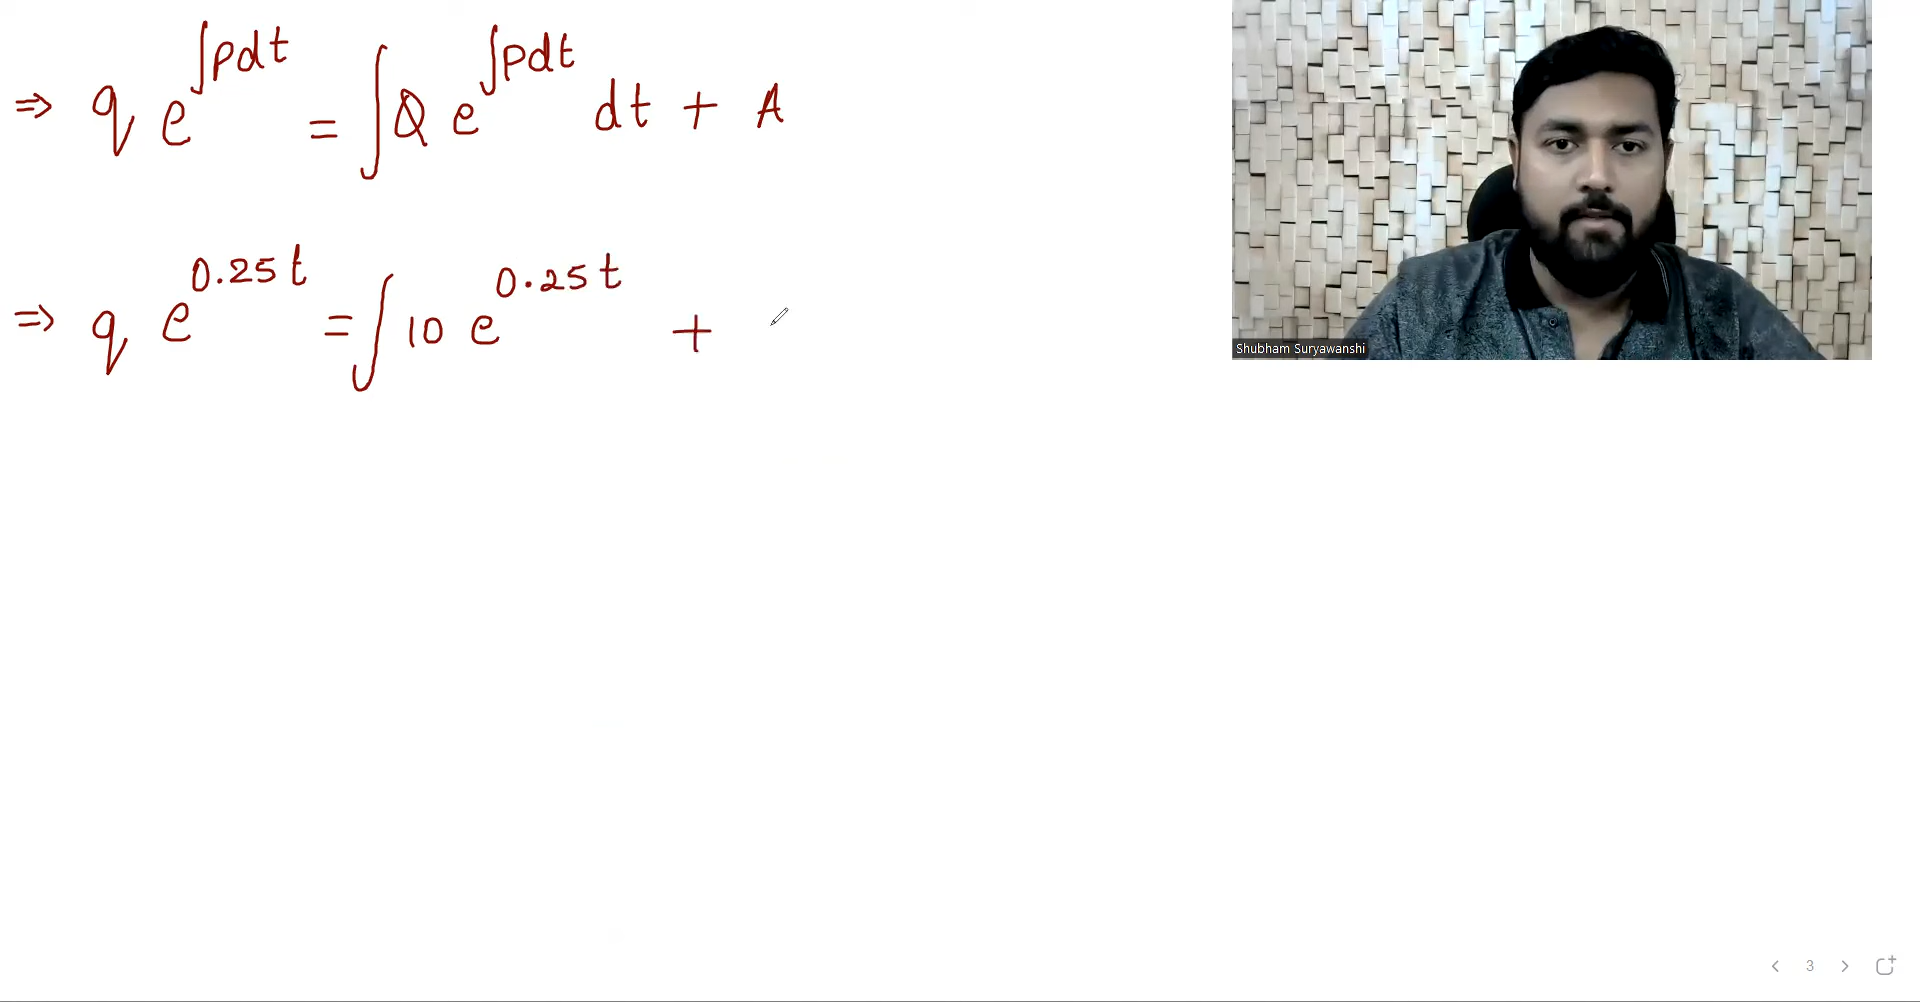 ⇒ q e^{∫pdt} = ∫Q e^{∫pdt} dt + A
⇒ q e^{0.25t} = ∫10 e^{0.25t} +
Shubham Suryawanshi
3